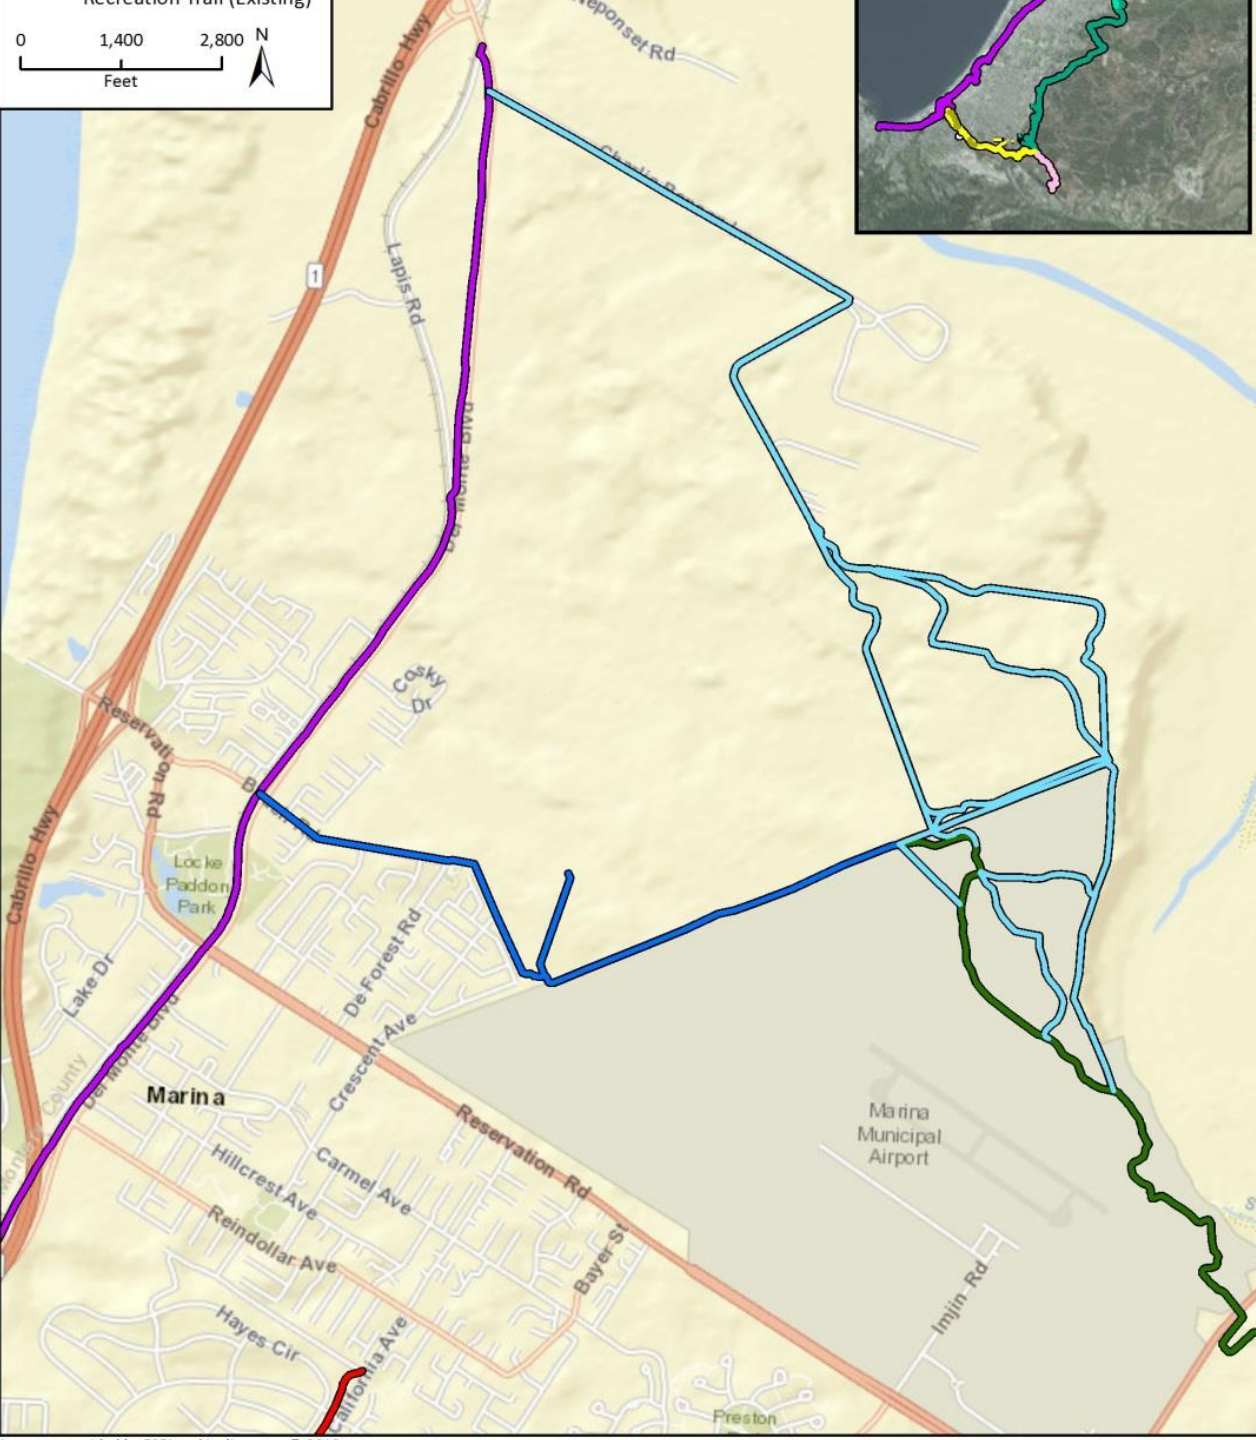 Recreation Trail (Existing)
0 1,400 2,800 N
Feet
Neponset Rd
Cabrillo Hwy
1
Lapis Rd
Del Monte Blvd
Cosky
Dr
Reservation Rd
Locke
Paddon
Park
Cabrillo Hwy
Lake Dr
De Forest Rd
Crescent Ave
Del Monte Blvd
County
Marina
Reservation Rd
Marina
Municipal
Airport
Hillcrest Ave
Carmel Ave
Reindollar Ave
Bayer St
Imjin Rd
Hayes Cir
California Ave
Preston